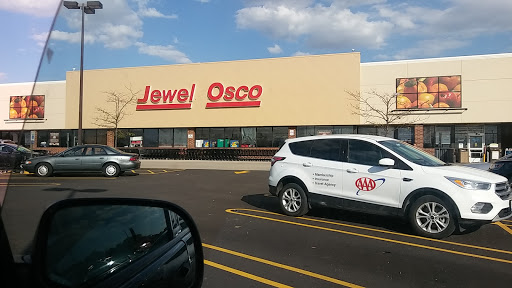 Jewel Osco
• Membership
• Insurance
• Travel Agency
AAA